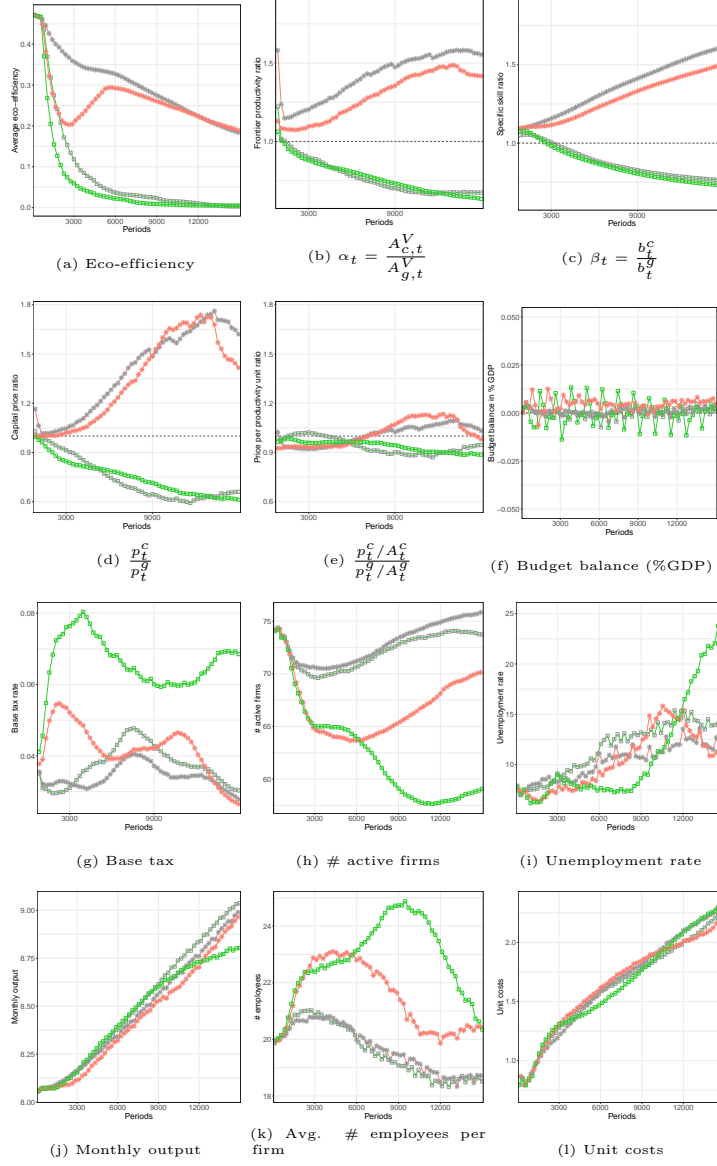 0.4
0.3
0.2
0.1
0.0
Average eco−efficiency
3000 6000 9000 12000
Periods
(a) Eco-efficiency
1.5
1.0
Frontier productivity rate
3000 9000
Periods
(b) α_t = A^V_{c,t} / A^V_{g,t}
1.5
1.0
Specific skill ratio
3000 9000
Periods
(c) β_t = b^c_t / b^g_t
1.8
1.5
1.2
0.9
0.6
Capital price ratio
3000 9000
Periods
(d) p^c_t / p^g_t
1.8
1.5
1.2
0.9
0.6
Price per productivity unit ratio
3000 9000
Periods
(e) p^c_t/A^c_t / p^g_t/A^g_t
0.050
0.025
0.000
−0.025
−0.050
Budget balance in % GDP
3000 6000 9000 12000
Periods
(f) Budget balance (%GDP)
0.08
0.06
0.04
Base tax rate
3000 9000
Periods
(g) Base tax
75
70
65
60
# active firms
3000 6000 9000 12000
Periods
(h) # active firms
25
20
15
10
Unemployment rate
3000 6000 9000 12000
Periods
(i) Unemployment rate
9.00
8.75
8.50
8.25
8.00
Monthly output
3000 6000 9000 12000
Periods
(j) Monthly output
24
22
20
18
# employees
3000 6000 9000 12000
Periods
(k) Avg. # employees per
firm
2.0
1.5
1.0
Unit costs
3000 6000 9000 12000
Periods
(l) Unit costs